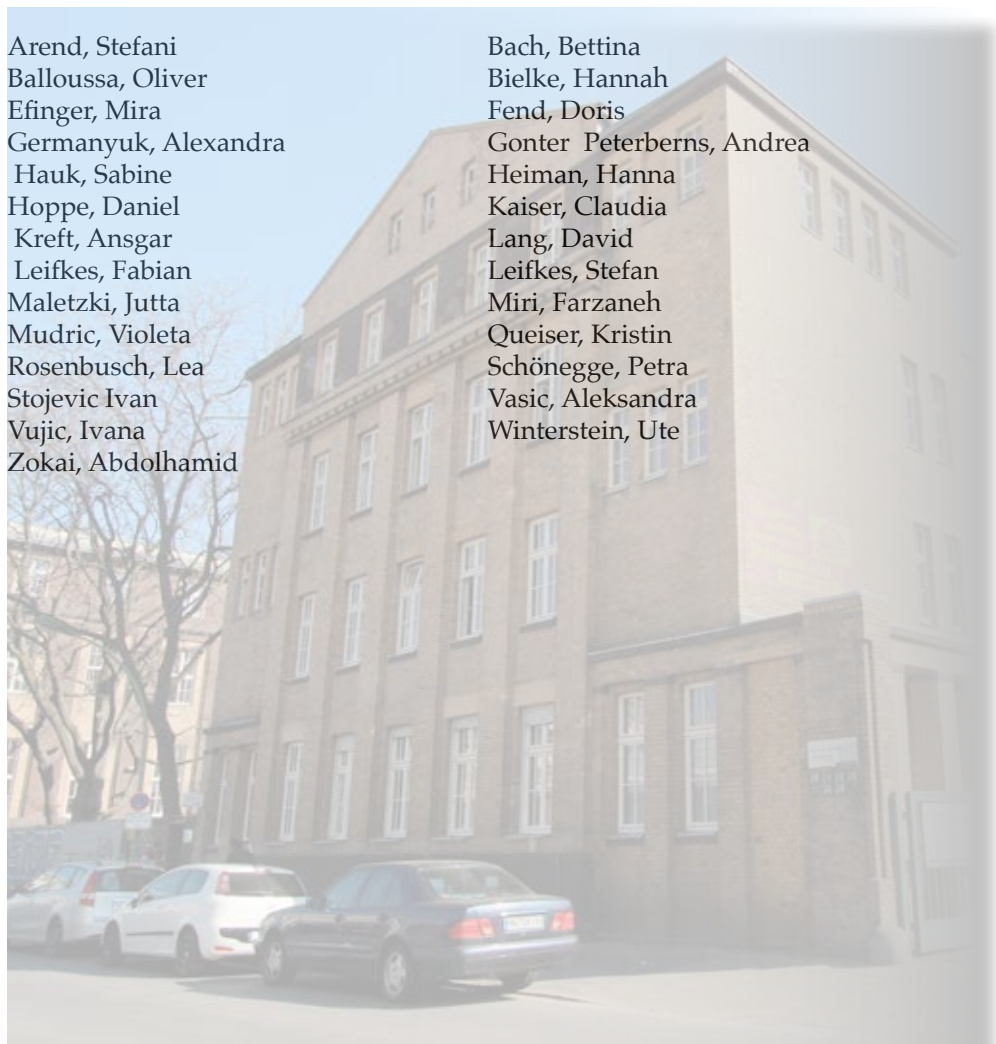 Arend, Stefani
Balloussa, Oliver
Efinger, Mira
Germanyuk, Alexandra
Hauk, Sabine
Hoppe, Daniel
Kreft, Ansgar
Leifkes, Fabian
Maletzki, Jutta
Mudric, Violeta
Rosenbusch, Lea
Stojevic Ivan
Vujic, Ivana
Zokai, Abdolhamid
Bach, Bettina
Bielke, Hannah
Fend, Doris
Gonter  Peterberns, Andrea
Heiman, Hanna
Kaiser, Claudia
Lang, David
Leifkes, Stefan
Miri, Farzaneh
Queiser, Kristin
Schönegge, Petra
Vasic, Aleksandra
Winterstein, Ute